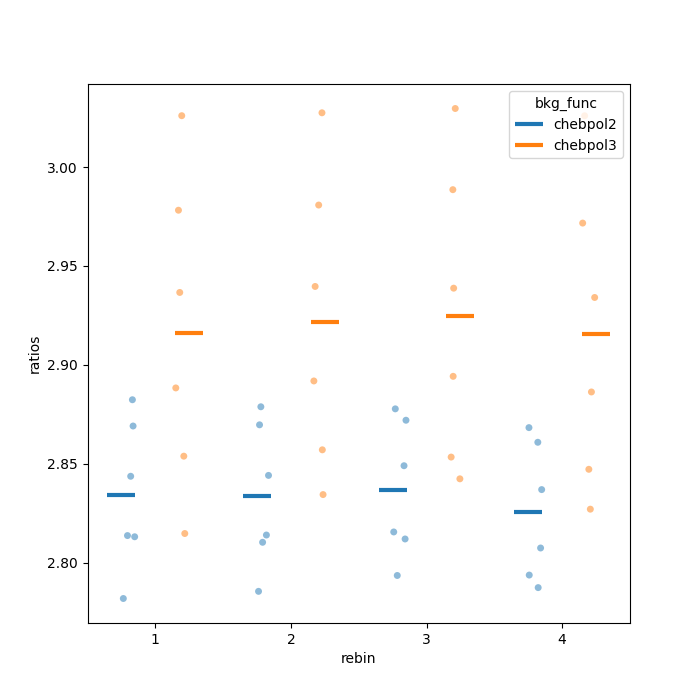 bkg_func
chebpol2
chebpol3
3.00
2.95
2.90
2.85
2.80
ratios
1 2 3 4
rebin